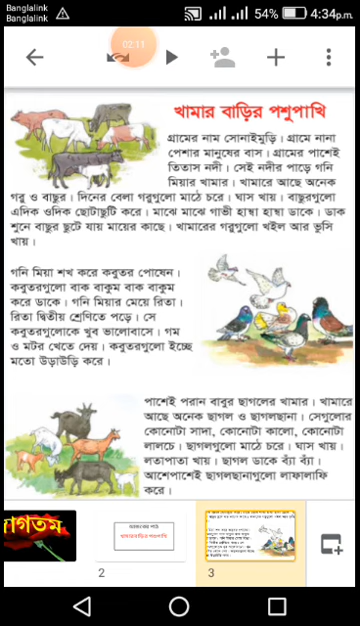 Banglalink
Banglalink
54% 4:34p.m.
02:11
খামার বাড়ির পশুপাখি
গ্রামের নাম সোনাইমুড়ি। গ্রামে নানা
পেশার মানুষের বাস। গ্রামের পাশেই
তিতাস নদী। সেই নদীর পাড়ে গনি
মিয়ার খামার। খামারে আছে অনেক
গরু ও বাছুর। দিনের বেলা গরুগুলো মাঠে চরে। ঘাস খায়। বাছুরগুলো
এদিক ওদিক ছোটাছুটি করে। মাঝে মাঝে গাভী হাম্বা হাম্বা ডাকে। ডাক
শুনে বাছুর ছুটে যায় মায়ের কাছে। খামারের গরুগুলো খইল আর ভুসি
খায়।
গনি মিয়া শখ করে কবুতর পোষেন।
কবুতরগুলো বাক বাকুম বাক বাকুম
করে ডাকে। গনি মিয়ার মেয়ে রিতা।
রিতা দ্বিতীয় শ্রেণিতে পড়ে। সে
কবুতরগুলোকে খুব ভালোবাসে। গম
ও মটর খেতে দেয়। কবুতরগুলো ইচ্ছে
মতো উড়াউড়ি করে।
পাশেই পরান বাবুর ছাগলের খামার। খামারে
আছে অনেক ছাগল ও ছাগলছানা। সেগুলোর
কোনোটা সাদা, কোনোটা কালো, কোনোটা
লালচে। ছাগলগুলো মাঠে চরে। ঘাস খায়।
লতাপাতা খায়। ছাগল ডাকে ব্যাঁ ব্যাঁ।
আশেপাশেই ছাগলছানাগুলো লাফালাফি
করে।
গতম
আজকের পাঠ
খামার বাড়ির পশুপাখি
2
3